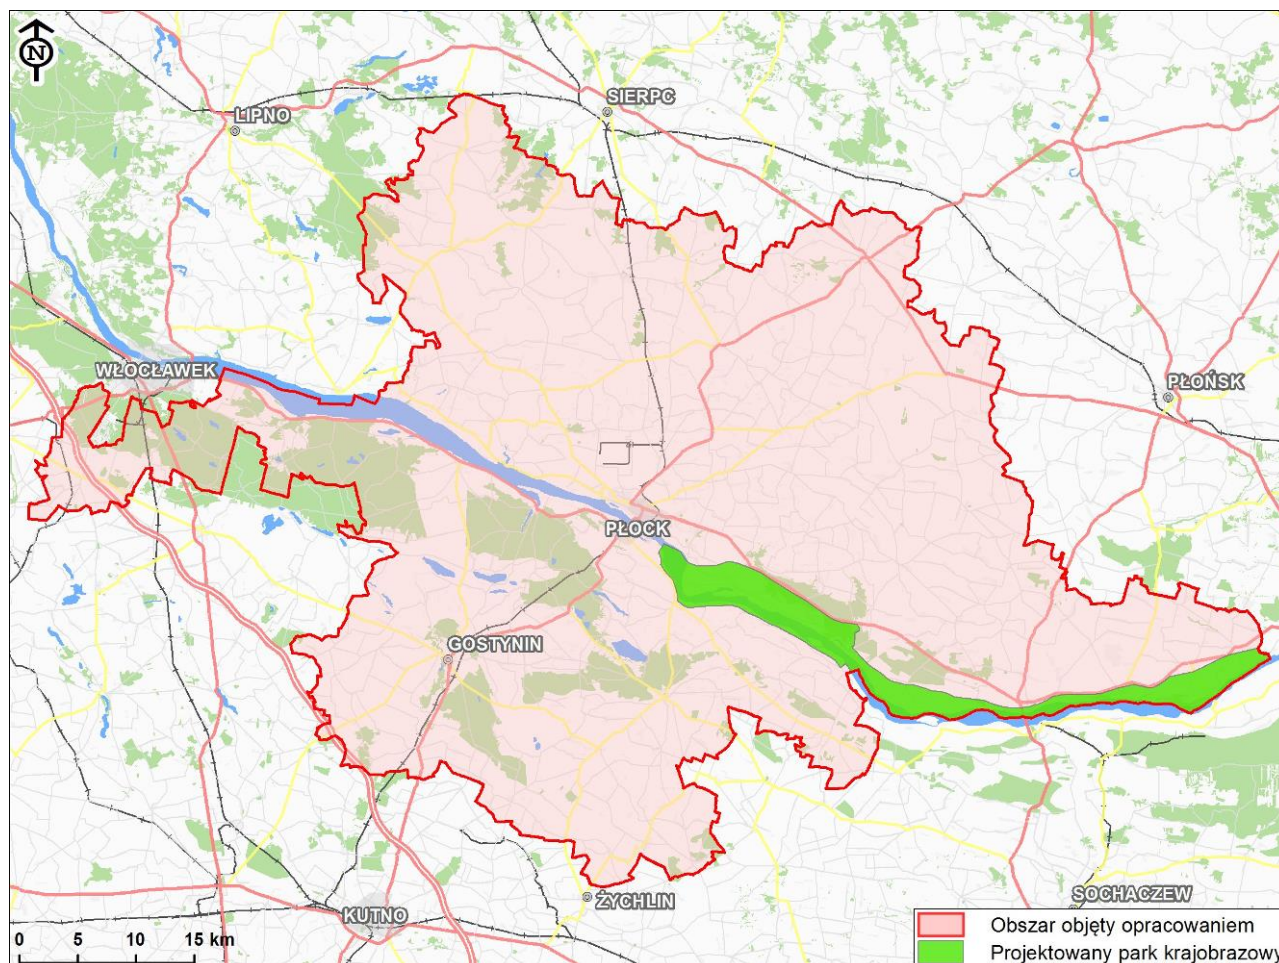 N
SIERPC
LIPNO
WŁOCŁAWEK
PŁOŃSK
PŁOCK
GOSTYNIN
ŻYCHLIN
SOCHACZEW
KUTNO
0 5 10 15 km
Obszar objęty opracowaniem
Projektowany park krajobrazowy